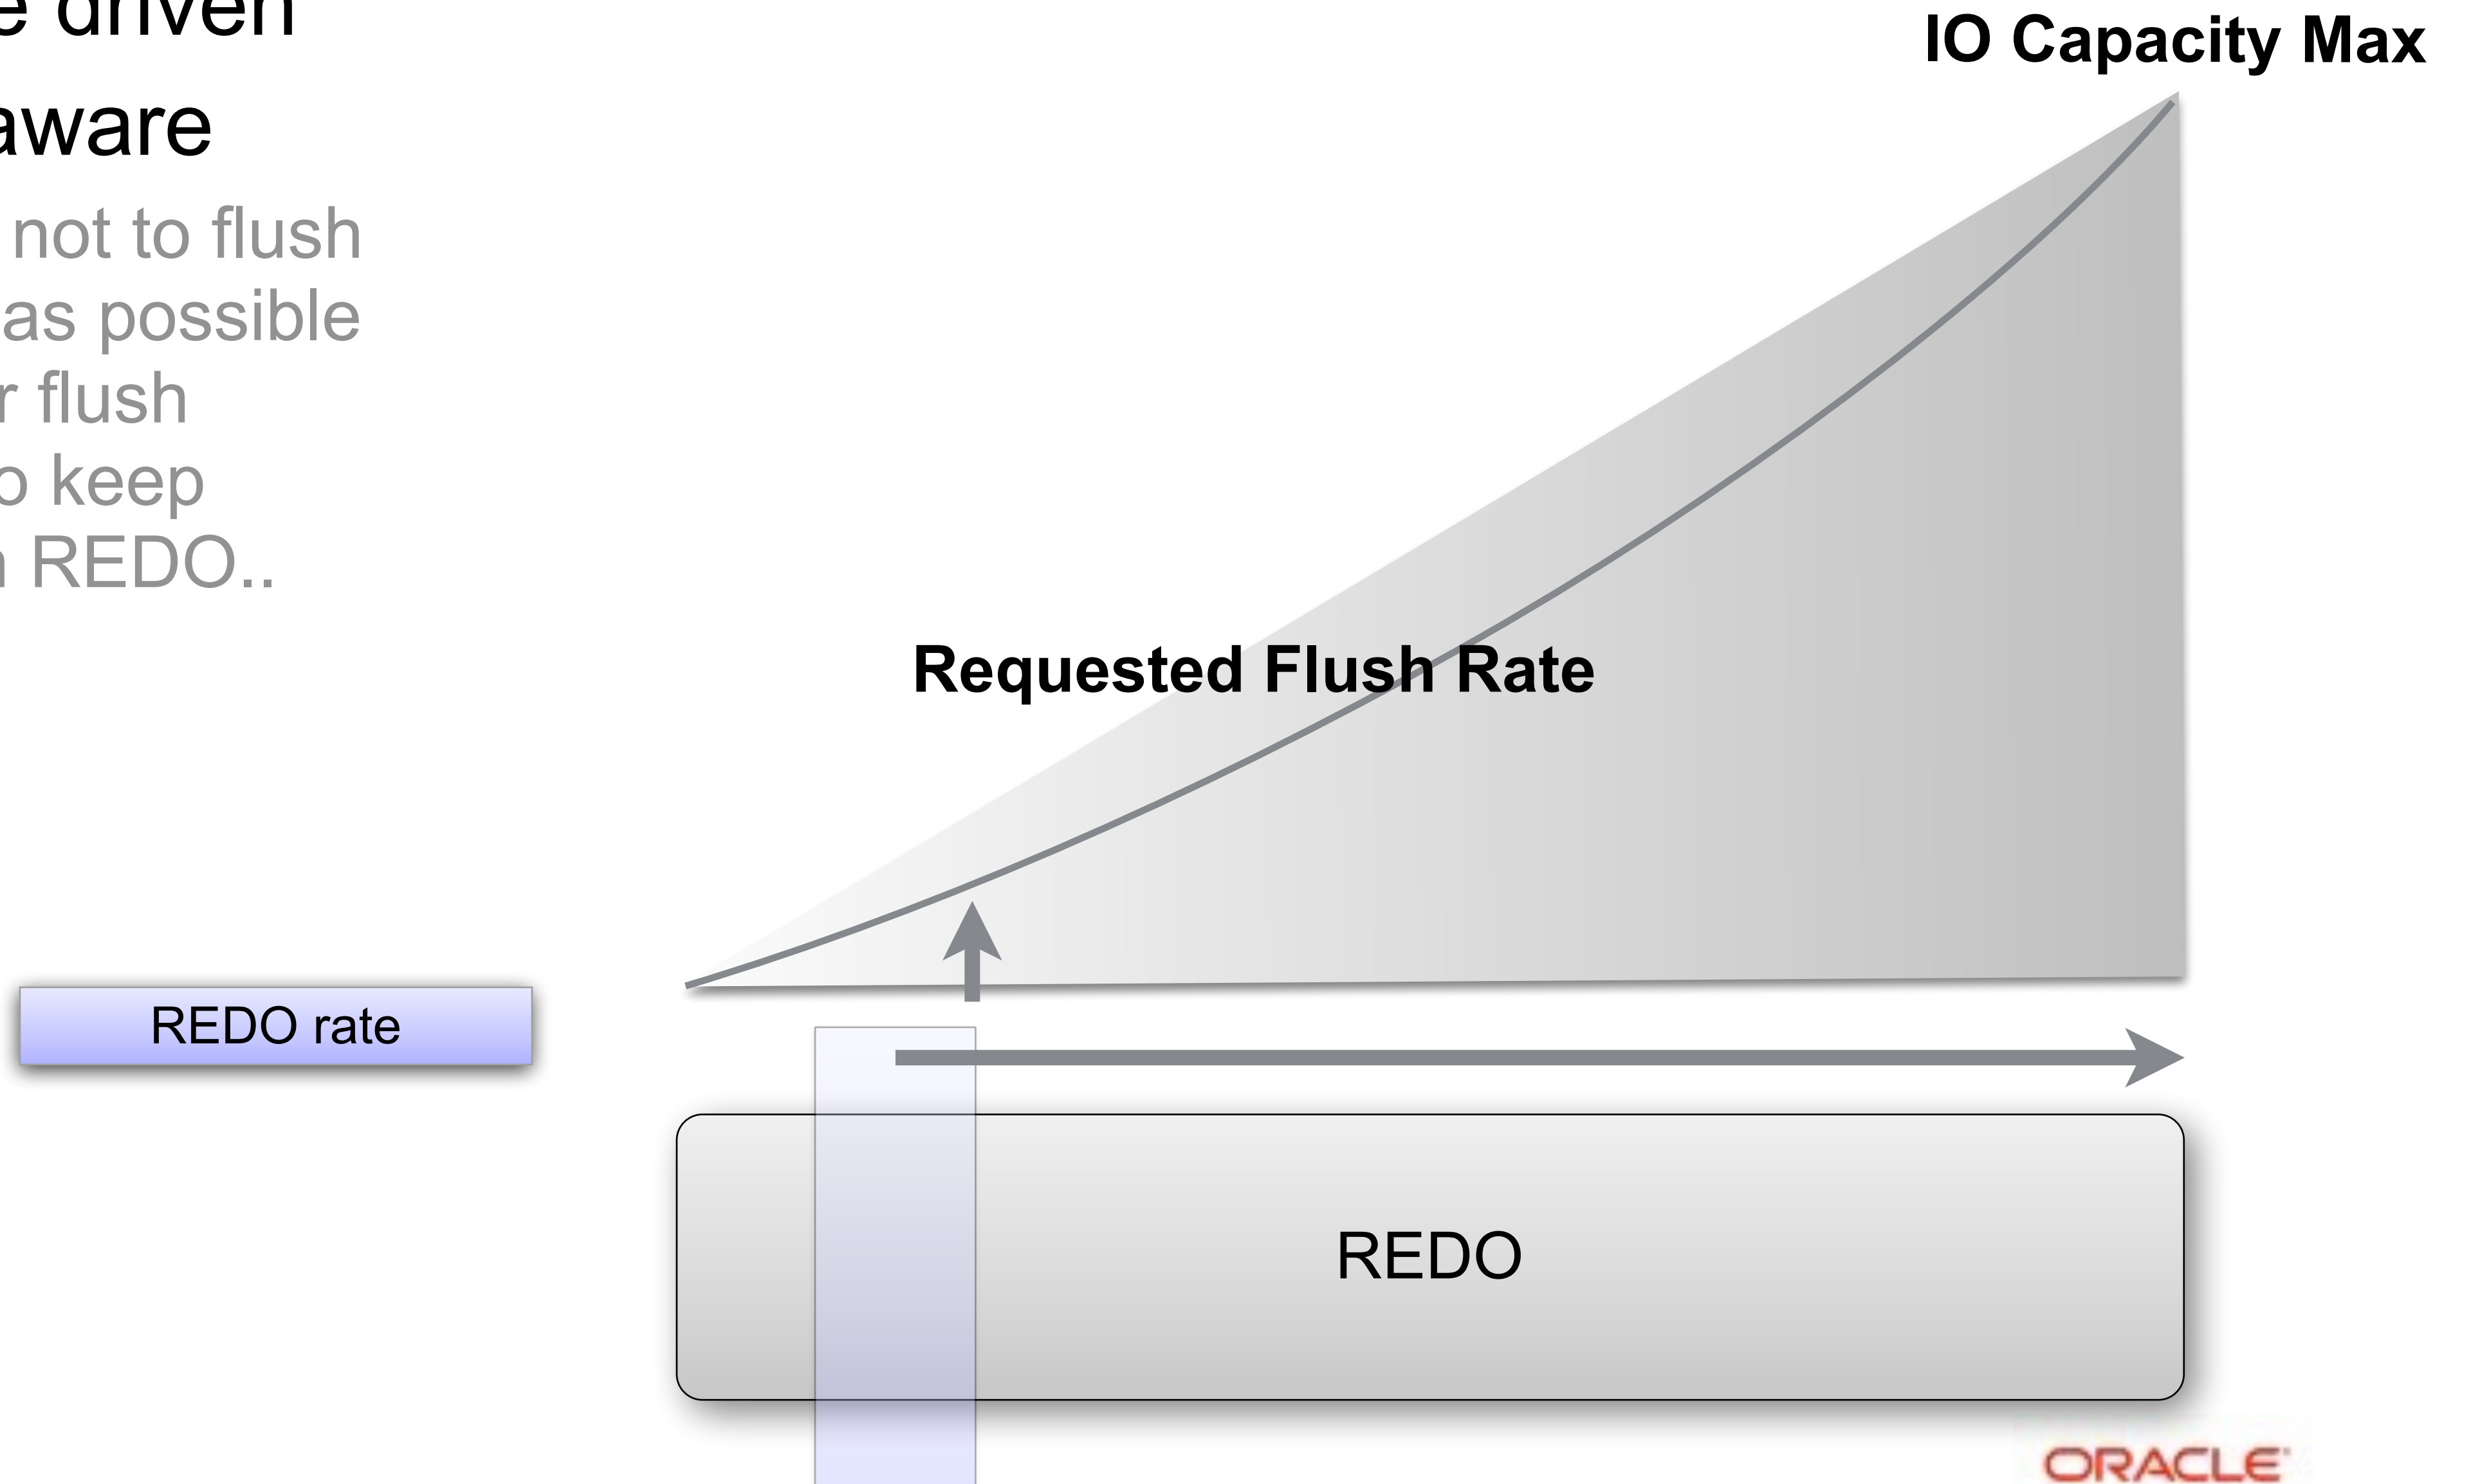 e driven
aware
not to flush
as possible
r flush
o keep
n REDO..
IO Capacity Max
Requested Flush Rate
REDO rate
REDO
ORACLE